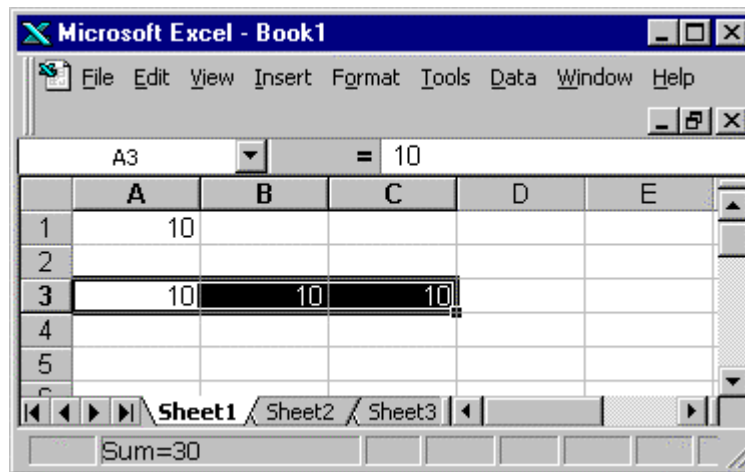 Microsoft Excel - Book1
File Edit View Insert Format Tools Data Window Help
A3 = 10
A B C D E
1 10
2
3 10 10 10
4
5
Sheet1 Sheet2 Sheet3
Sum=30